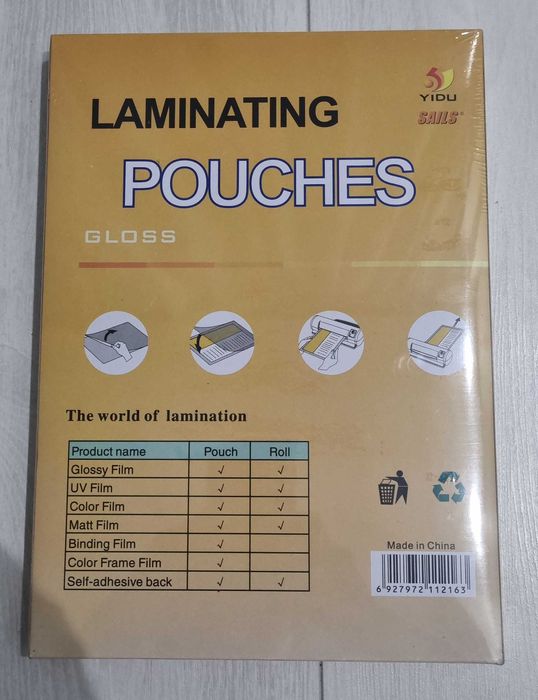 YIDU
SAILS®
LAMINATING
POUCHES
GLOSS
The world of lamination
Product name Pouch Roll
Glossy Film √ √
UV Film √ √
Color Film √ √
Matt Film √ √
Binding Film √
Color Frame Film √
Self-adhesive back √ √
Made in China
6 927972 112163